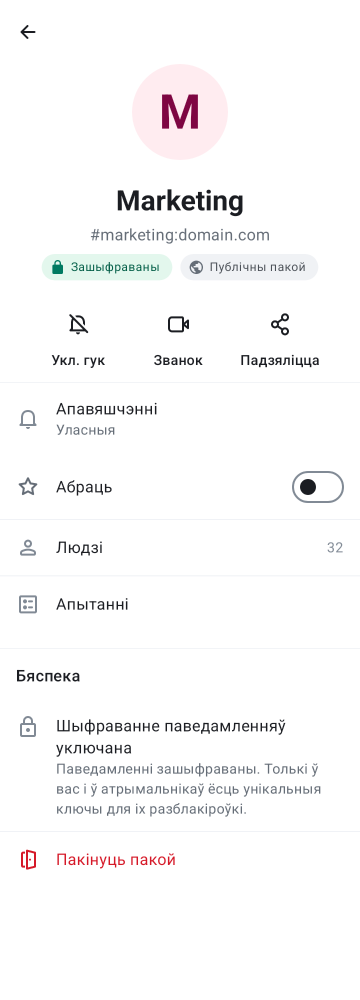 M
Marketing
#marketing:domain.com
Зашыфраваны
Публічны пакой
Укл. гук
Званок
Падзяліцца
Апавяшчэнні
Уласныя
Абраць
Людзі
32
Апытанні
Бяспека
Шыфраванне паведамленняў
уключана
Паведамленні зашыфраваны. Толькі ў
вас і ў атрымальнікаў ёсць унікальныя
ключы для іх разблакіроўкі.
Пакінуць пакой